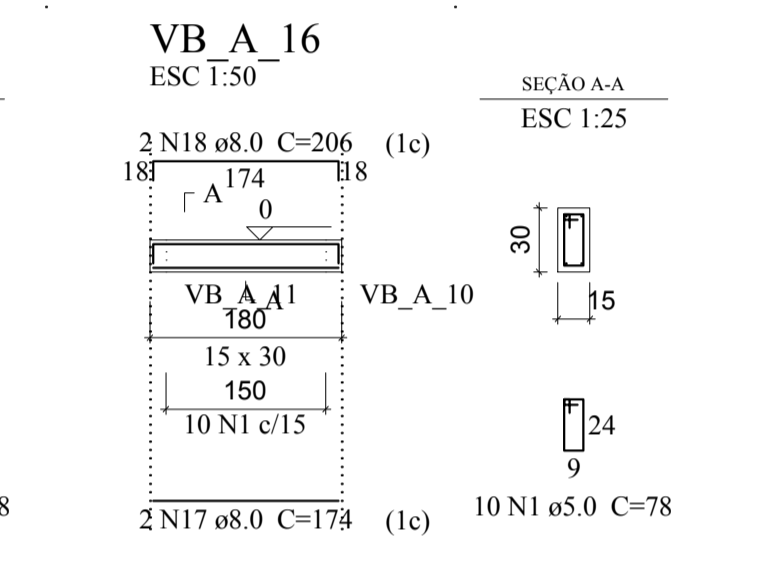 VB_A_16
ESC 1:50
2 N18 ø8.0 C=206 (1c)
18 174 18
A
0
VB_A_11 VB_A_10
A
180
15 x 30
150
10 N1 c/15
2 N17 ø8.0 C=174 (1c)
SEÇÃO A-A
ESC 1:25
30
15
24
9
10 N1 ø5.0 C=78
8